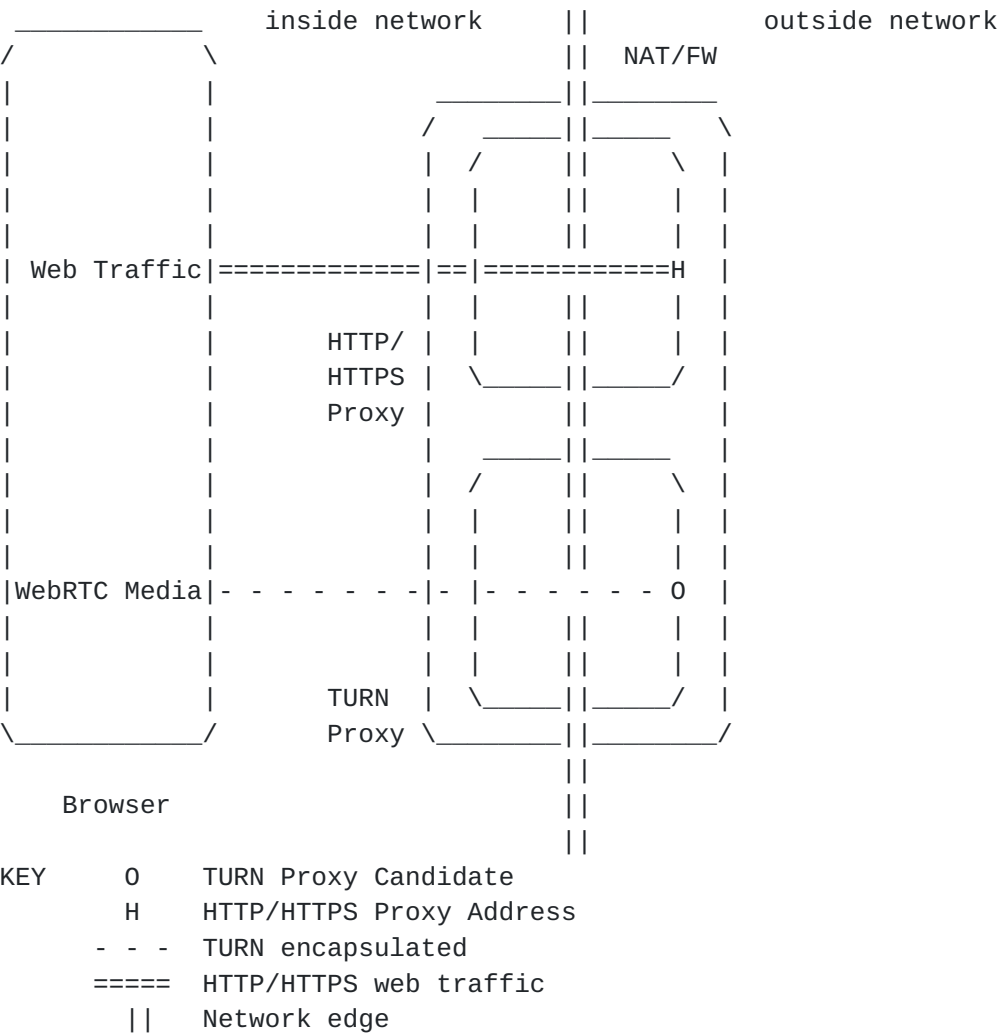 inside network || outside network
|| NAT/FW
Web Traffic|=============|==|============H
HTTP/
HTTPS
Proxy
|WebRTC Media|- - - - - - -|- |- - - - - - O
TURN
Proxy
Browser
KEY O TURN Proxy Candidate
H HTTP/HTTPS Proxy Address
- - - TURN encapsulated
===== HTTP/HTTPS web traffic
|| Network edge